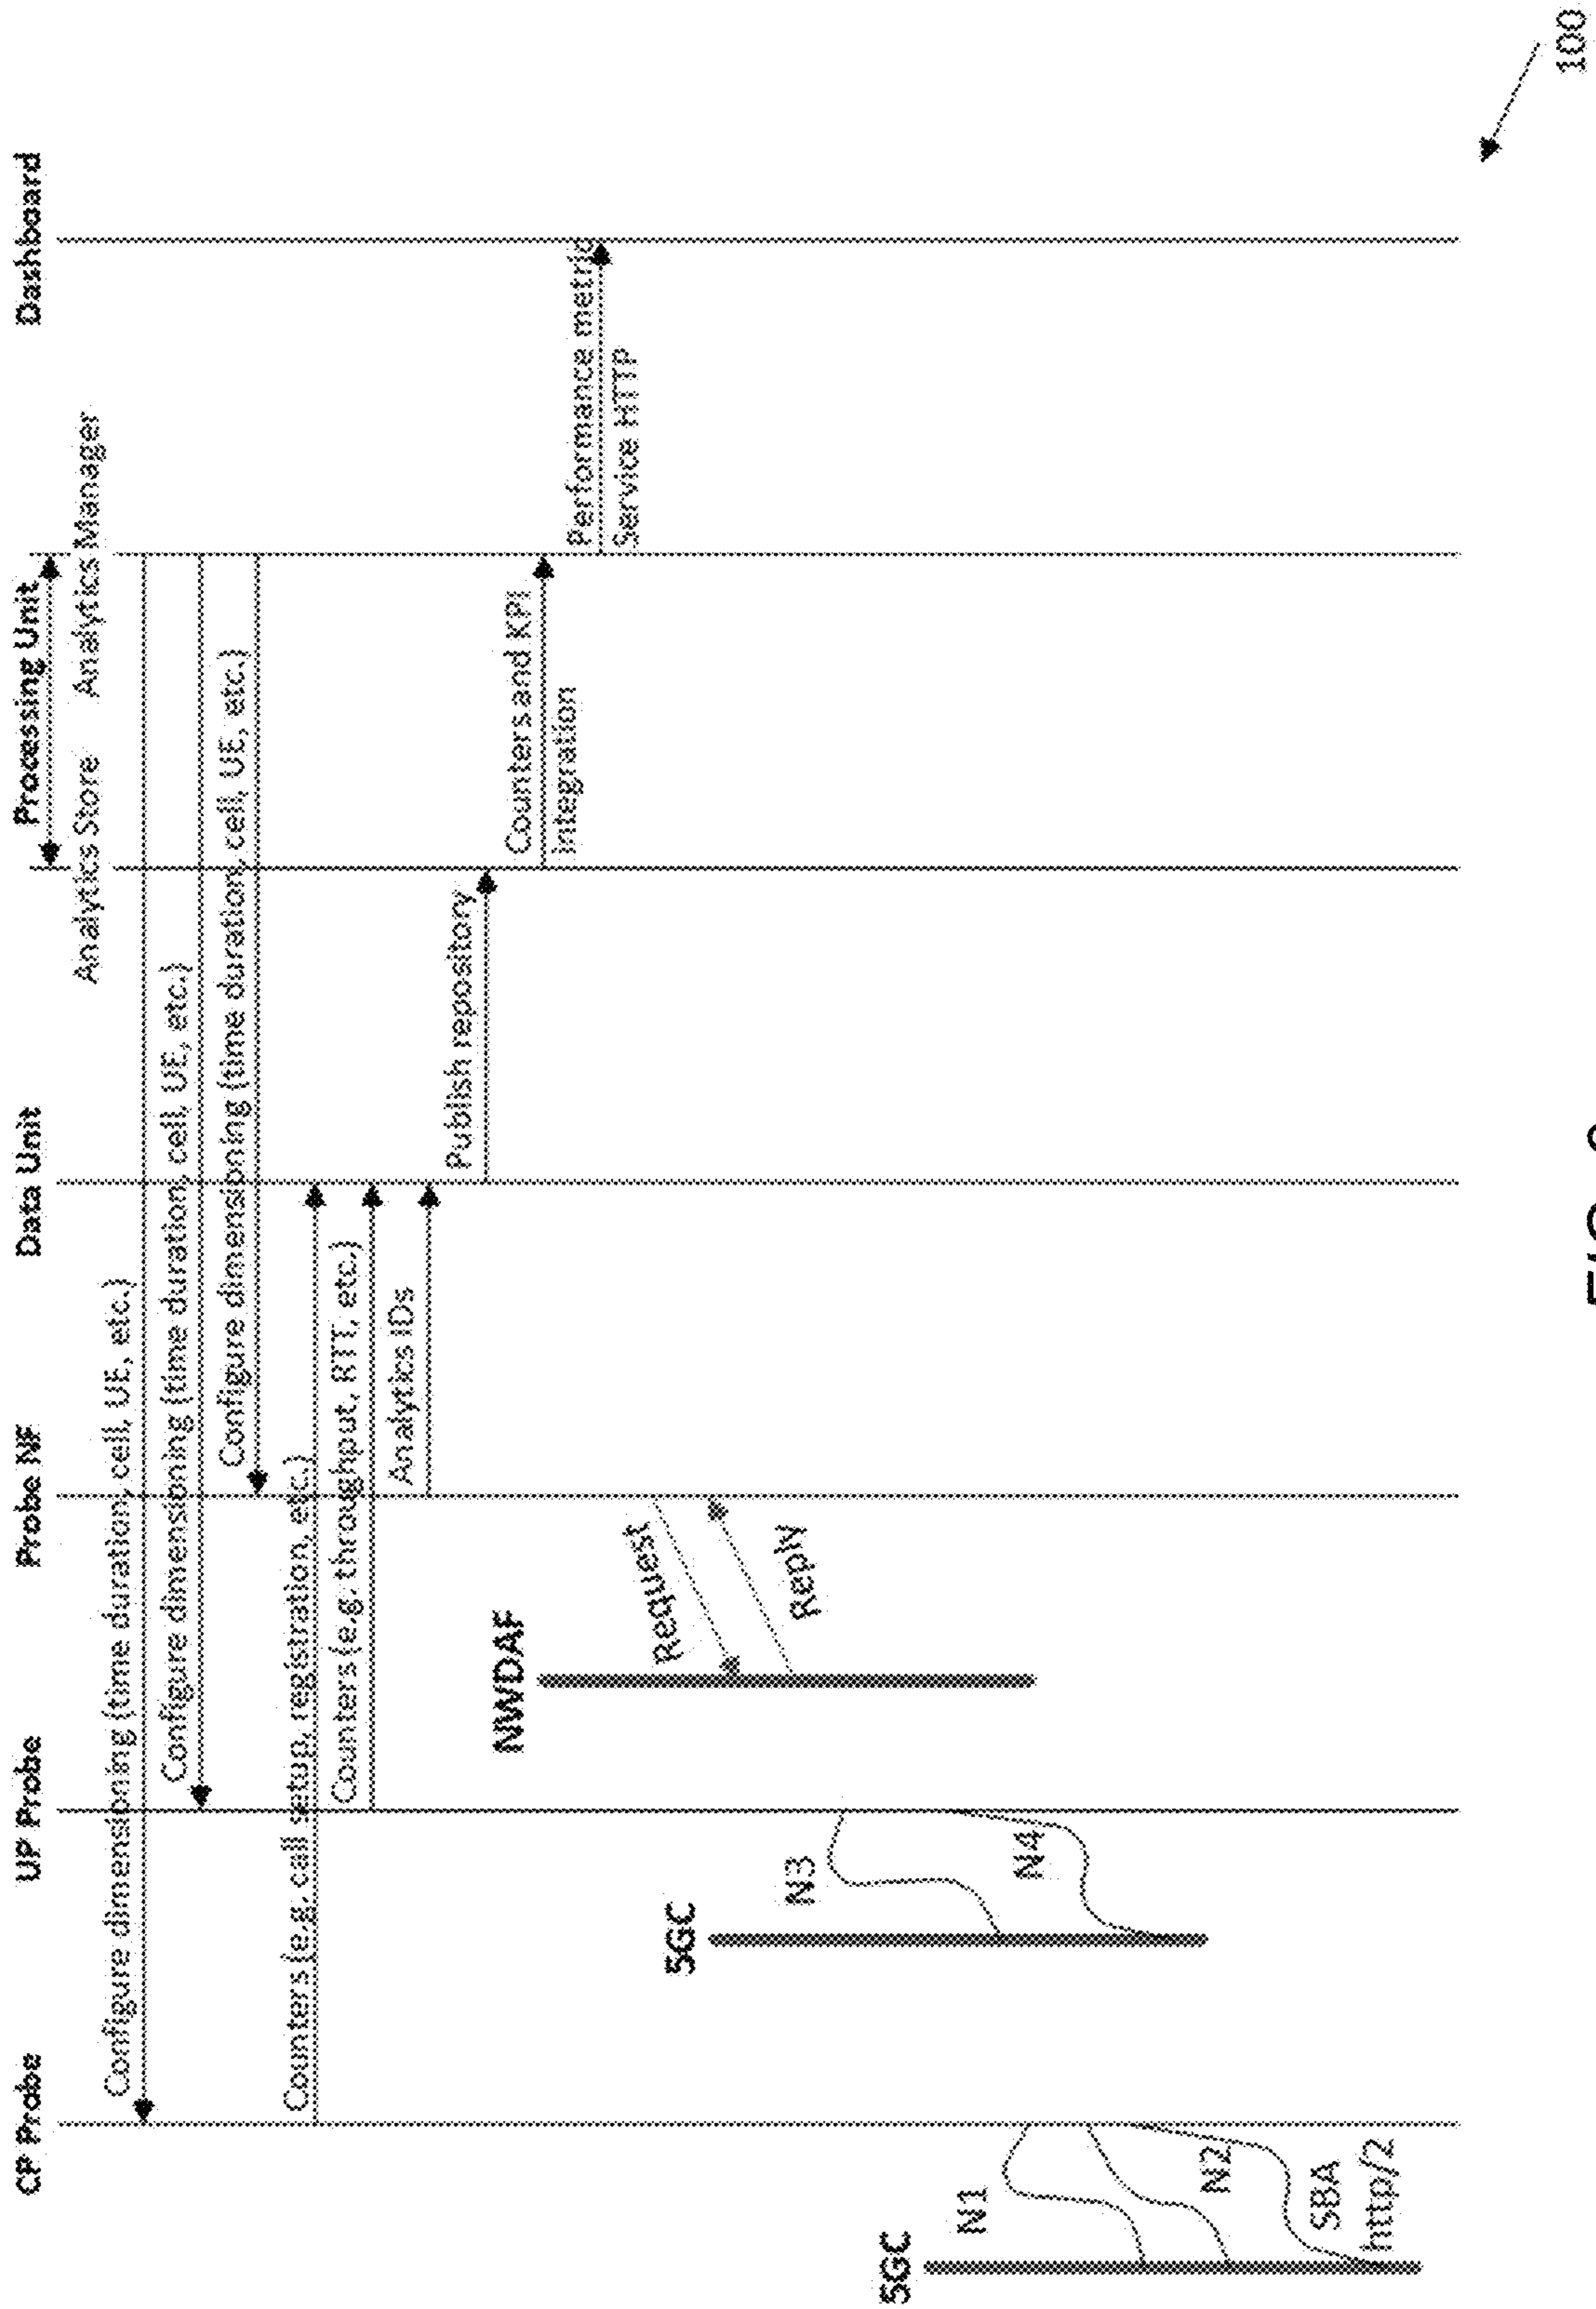 CP Probe
UP Probe
Probe NF
Data Unit
Processing Unit
Dashboard
Analytics Store
Analytics Manager
Configure dimensioning (time duration, cell, UE, etc.)
Configure dimensioning (time duration, cell, UE, etc.)
Configure dimensioning (time duration, cell, UE, etc.)
Counters (e.g. call setup, registration, etc.)
Counters (e.g. throughput, RTT, etc.)
Analytics IDs
Publish repository
Counters and KPI
integration
Performance metric
Service HTTP
NWDAF
Request
Reply
5GC
N3
N4
5GC
N1
N2
SBA
http/2
100